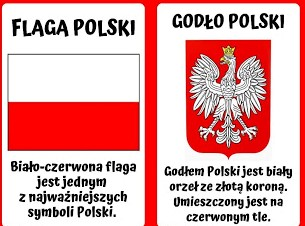 FLAGA POLSKI
Biało-czerwona flaga
jest jednym
z najważniejszych
symboli Polski.
GODŁO POLSKI
Godłem Polski jest biały
orzeł ze złotą koroną.
Umieszczony jest na
czerwonym tle.